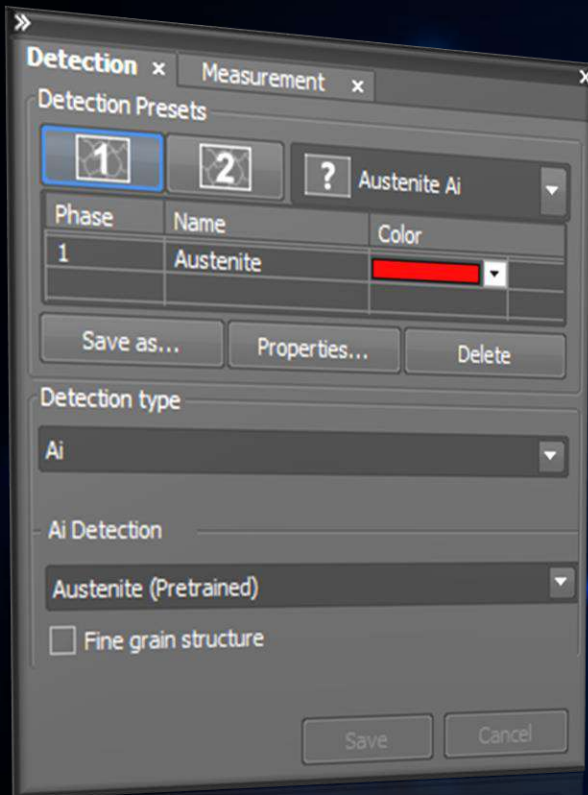 Detection x Measurement x
Detection Presets
1 2 ? Austenite Ai
Phase Name Color
1 Austenite
Save as... Properties... Delete
Detection type
Ai
Ai Detection
Austenite (Pretrained)
Fine grain structure
Save Cancel